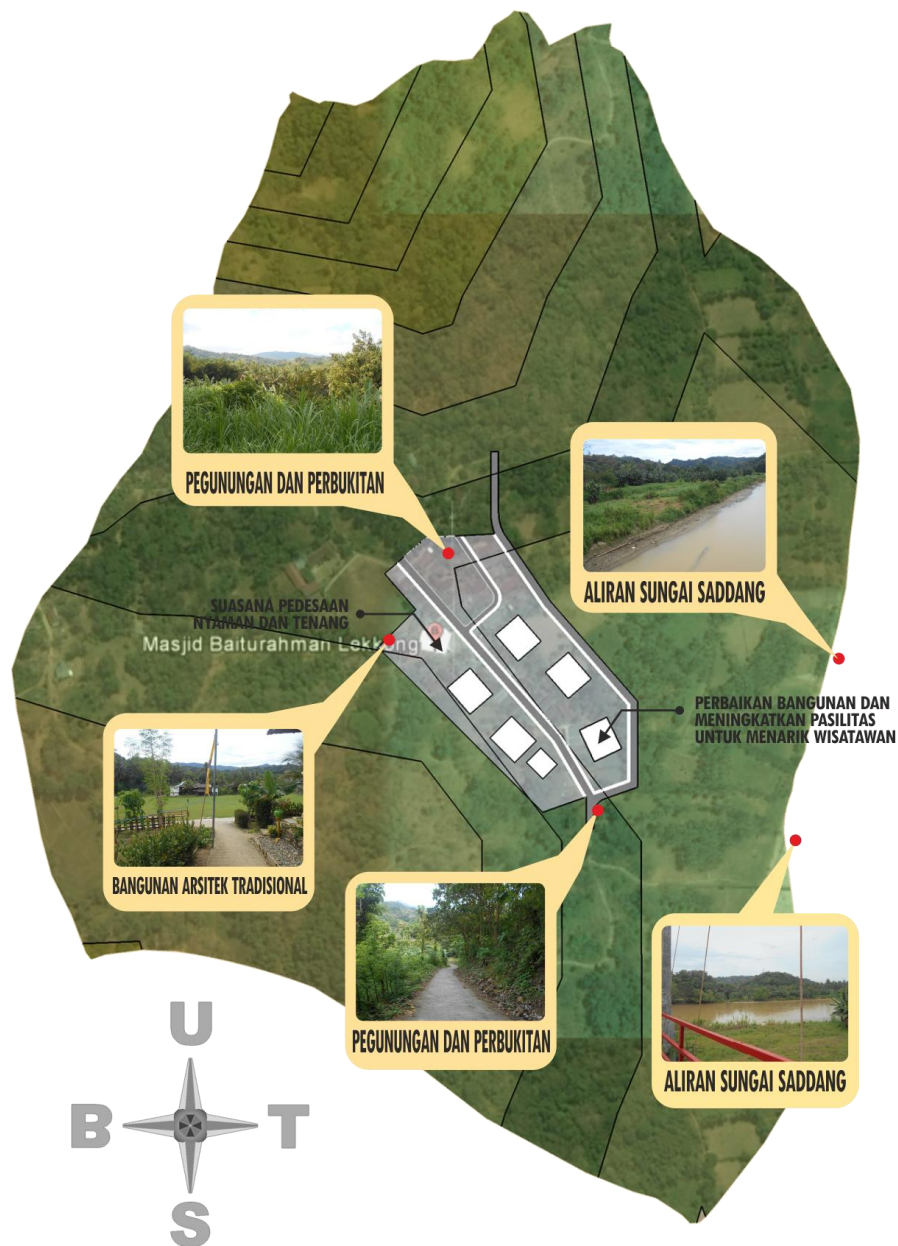 PEGUNUNGAN DAN PERBUKITAN
ALIRAN SUNGAI SADDANG
SUASANA PEDESAAN
NYAMAN DAN TENANG
Masjid Baiturahman Lekkong
PERBAIKAN BANGUNAN DAN
MENINGKATKAN PASILITAS
UNTUK MENARIK WISATAWAN
BANGUNAN ARSITEK TRADISIONAL
PEGUNUNGAN DAN PERBUKITAN
ALIRAN SUNGAI SADDANG
U
B T
S